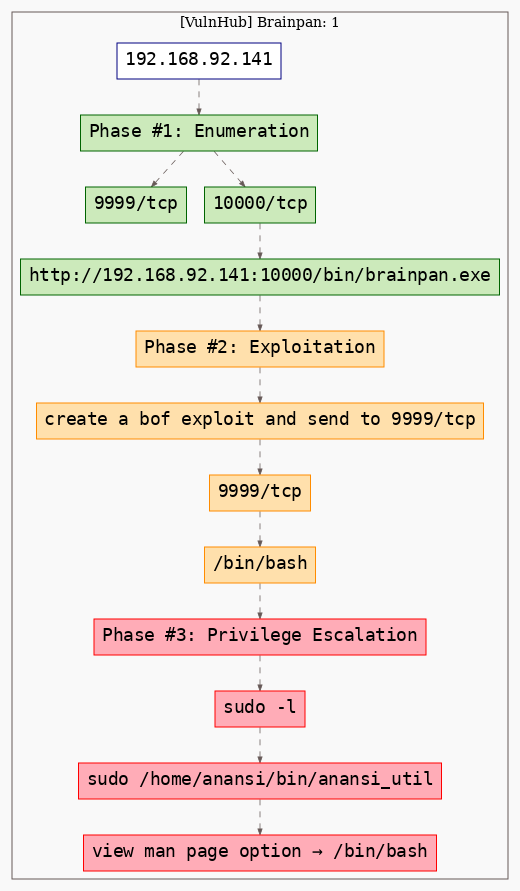 [VulnHub] Brainpan: 1
192.168.92.141
Phase #1: Enumeration
9999/tcp
10000/tcp
http://192.168.92.141:10000/bin/brainpan.exe
Phase #2: Exploitation
create a bof exploit and send to 9999/tcp
9999/tcp
/bin/bash
Phase #3: Privilege Escalation
sudo -l
sudo /home/anansi/bin/anansi_util
view man page option → /bin/bash